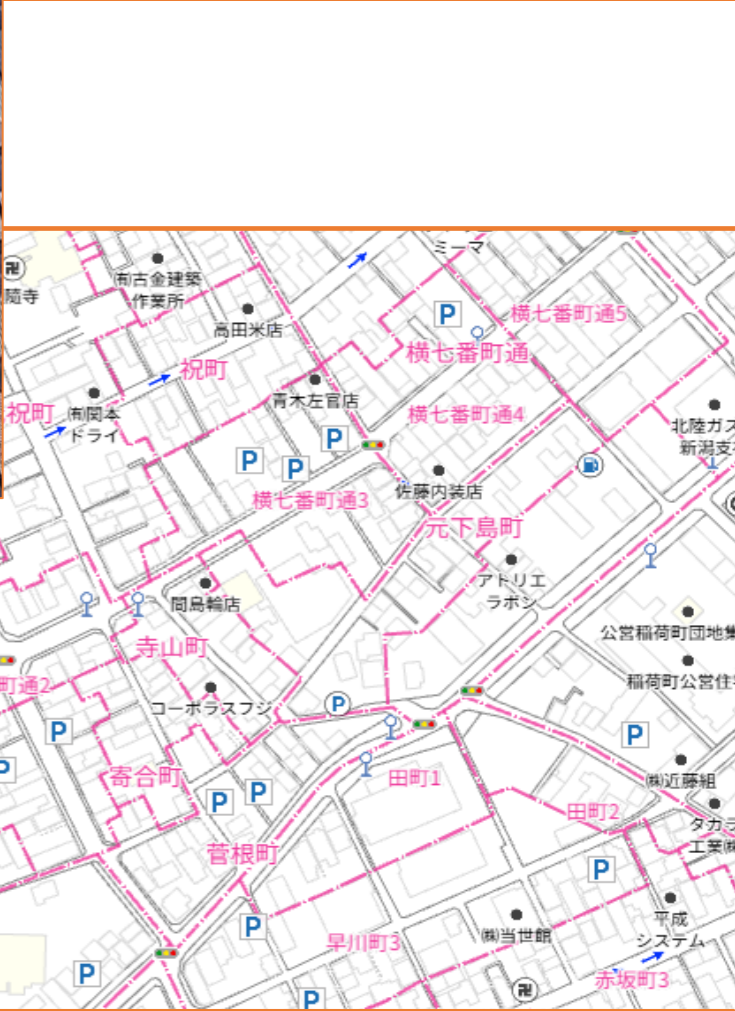 ミーマ
㈲古金建築
作業所
隨寺
P
横七番町通5
高田米店
横七番町通
祝町
青木左官店
祝町
㈲関本
ドライ
横七番町通4
北陸ガス
新潟支
P
P
P
佐藤内装店
横七番町通3
元下島町
アトリエ
ラボン
間島輪店
公営稲荷町団地集
寺山町
稲荷町公営住宅
町通2
コーポラスフジ
P
P
P
P
㈱近藤組
寄合町
田町1
P
P
田町2
タカラ
工業㈱
菅根町
P
平成
システム
P
㈱当世館
早川町3
P
赤坂町3
P